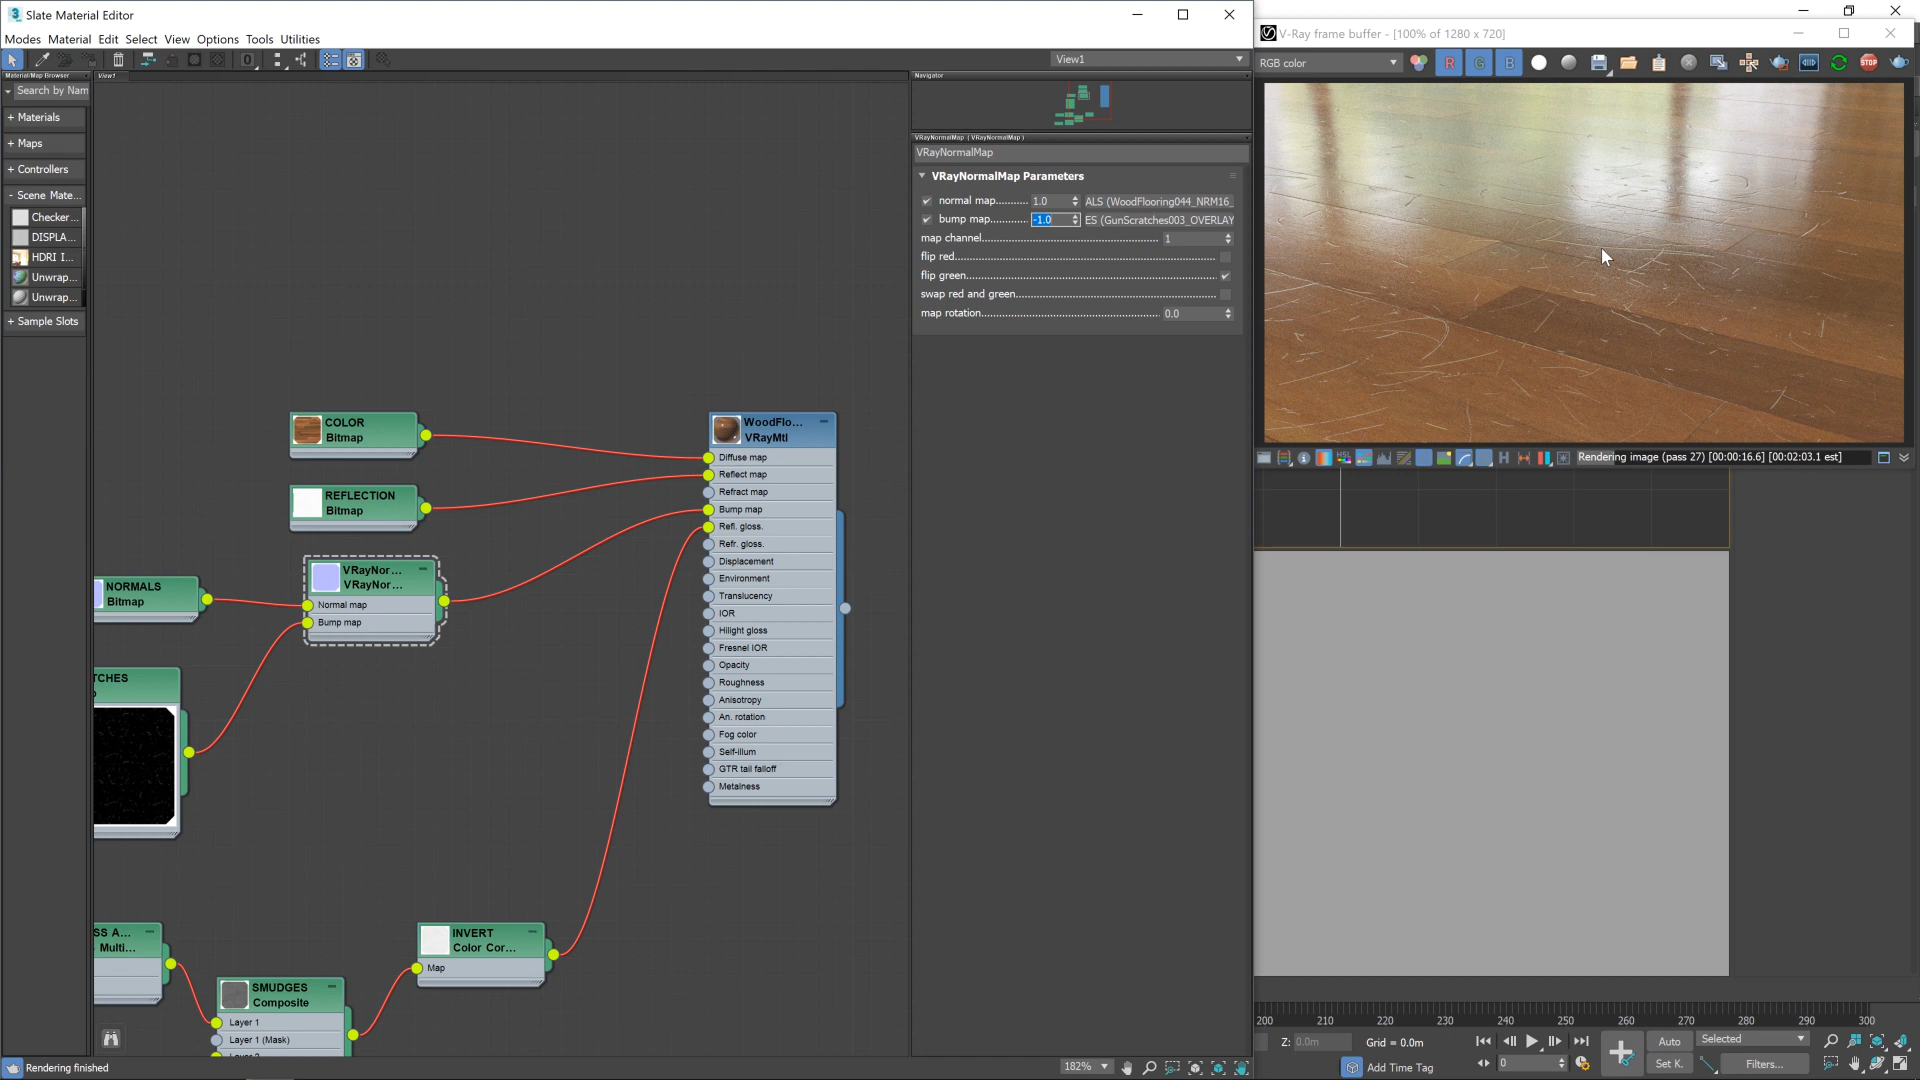 Slate Material Editor
Modes Material Edit Select View Options Tools Utilities
View1
Material/Map Browser
View1
Search by Nam
+ Materials
+ Maps
+ Controllers
- Scene Mate...
Checker...
DISPLA...
HDRI I...
Unwrap...
Unwrap...
+ Sample Slots
COLOR
Bitmap
REFLECTION
Bitmap
NORMALS
Bitmap
VRayNor...
VRayNor...
Normal map
Bump map
TCHES
WoodFlo...
VRayMtl
Diffuse map
Reflect map
Refract map
Bump map
Refl. gloss.
Refr. gloss.
Displacement
Environment
Translucency
IOR
Hilight gloss
Fresnel IOR
Opacity
Roughness
Anisotropy
An. rotation
Fog color
Self-illum
GTR tail falloff
Metalness
SS A...
Multi...
INVERT
Color Cor...
Map
SMUDGES
Composite
Layer 1
Layer 1 (Mask)
Rendering finished
182%
Navigator
VRayNormalMap ( VRayNormalMap )
VRayNormalMap
VRayNormalMap Parameters
normal map.......... 1.0 ALS (WoodFlooring044_NRM16_
bump map............ -1.0 ES (GunScratches003_OVERLAY
map channel 1
flip red
flip green
swap red and green
map rotation 0.0
V-Ray frame buffer - [100% of 1280 x 720]
RGB color
R G B
STOP
HSL
H
Rendering image (pass 27) [00:00:16.6] [00:02:03.1 est]
200 210 220 230 240 250 260 270 280 290 300
Z: 0.0m Grid = 0.0m
Auto Selected
Add Time Tag
0
Set K. Filters...